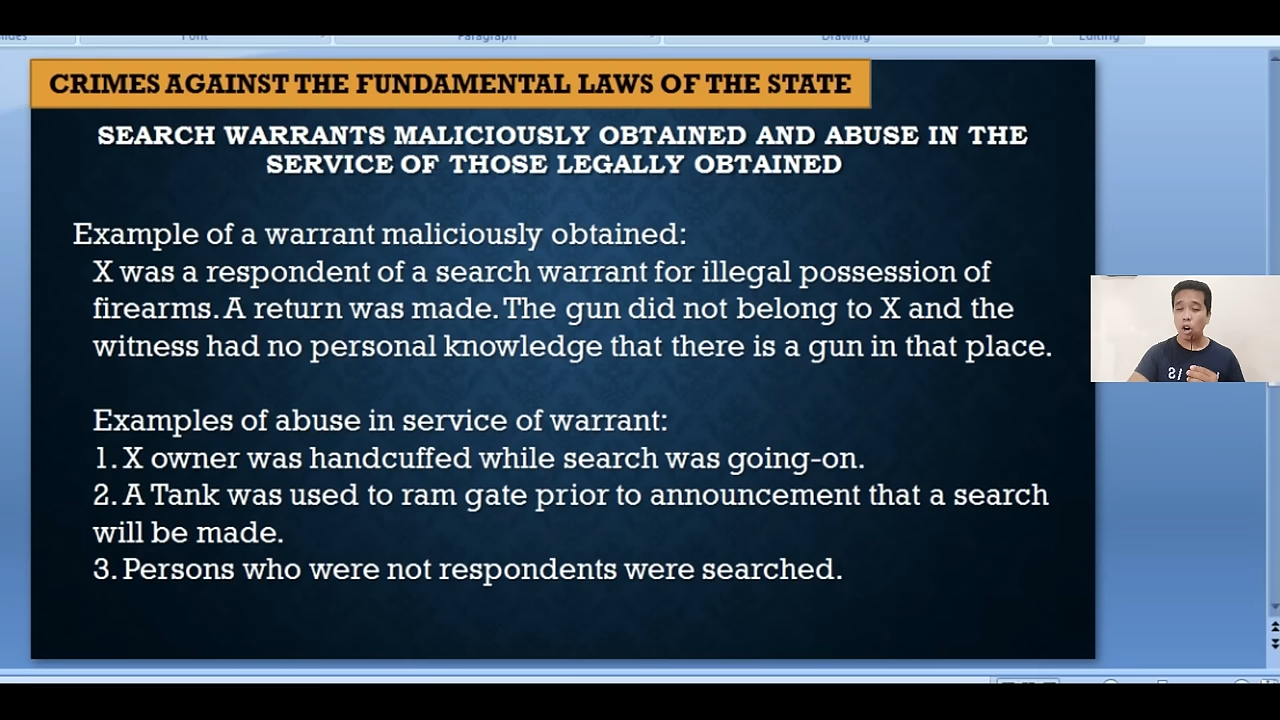 Font
Paragraph
Drawing
Editing
CRIMES AGAINST THE FUNDAMENTAL LAWS OF THE STATE
SEARCH WARRANTS MALICIOUSLY OBTAINED AND ABUSE IN THE
SERVICE OF THOSE LEGALLY OBTAINED
Example of a warrant maliciously obtained:
X was a respondent of a search warrant for illegal possession of
firearms. A return was made. The gun did not belong to X and the
witness had no personal knowledge that there is a gun in that place.
Examples of abuse in service of warrant:
1. X owner was handcuffed while search was going-on.
2. A Tank was used to ram gate prior to announcement that a search
will be made.
3. Persons who were not respondents were searched.